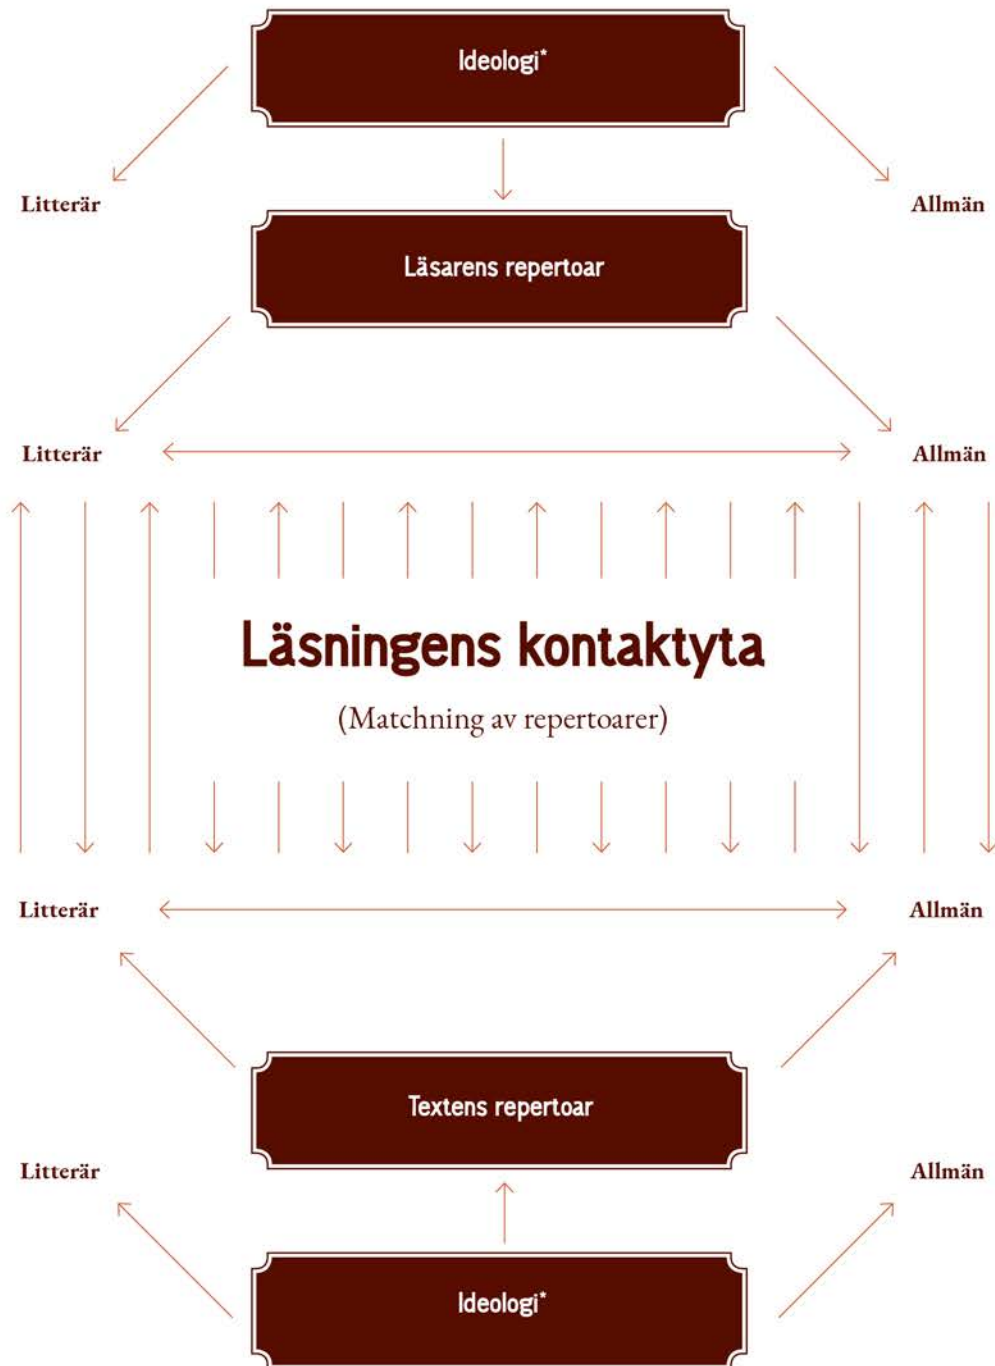 Ideologi*
Litterär
Allmän
Läsarens repertoar
Litterär
Allmän
Läsningens kontaktyta
(Matchning av repertoarer)
Litterär
Allmän
Textens repertoar
Litterär
Allmän
Ideologi*